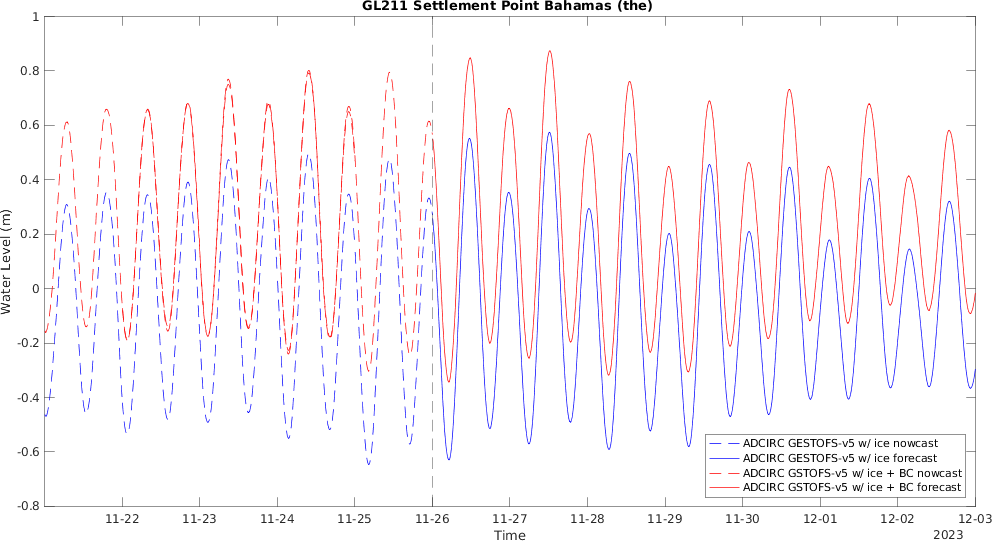 GL211 Settlement Point Bahamas (the)
Water Level (m)
1
0.8
0.6
0.4
0.2
0
-0.2
-0.4
-0.6
-0.8
ADCIRC GESTOFS-v5 w/ ice nowcast
ADCIRC GESTOFS-v5 w/ ice forecast
ADCIRC GSTOFS-v5 w/ ice + BC nowcast
ADCIRC GSTOFS-v5 w/ ice + BC forecast
11-22 11-23 11-24 11-25 11-26 11-27 11-28 11-29 11-30 12-01 12-02 12-03
Time
2023